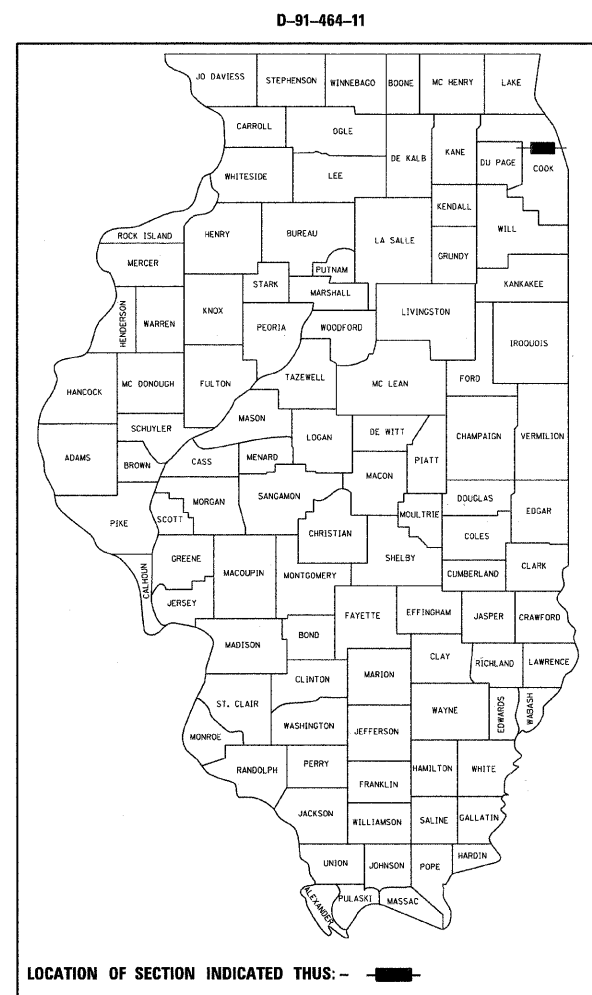 D-91-464-11
JO DAVIESS
STEPHENSON
WINNEBAGO
BOONE
MC HENRY
LAKE
CARROLL
OGLE
DE KALB
KANE
DU PAGE
COOK
WHITESIDE
LEE
KENDALL
WILL
ROCK ISLAND
HENRY
BUREAU
LA SALLE
GRUNDY
MERCER
PUTNAM
STARK
MARSHALL
KANKAKEE
HENDERSON
WARREN
KNOX
PEORIA
WOODFORD
LIVINGSTON
IROQUOIS
HANCOCK
MC DONOUGH
FULTON
TAZEWELL
MC LEAN
FORD
SCHUYLER
MASON
LOGAN
DE WITT
CHAMPAIGN
VERMILION
ADAMS
BROWN
CASS
MENARD
MACON
PIATT
PIKE
SCOTT
MORGAN
SANGAMON
CHRISTIAN
MOULTRIE
DOUGLAS
EDGAR
COLES
CALHOUN
GREENE
MACOUPIN
MONTGOMERY
SHELBY
CUMBERLAND
CLARK
JERSEY
FAYETTE
EFFINGHAM
JASPER
CRAWFORD
MADISON
BOND
CLAY
RICHLAND
LAWRENCE
CLINTON
MARION
ST. CLAIR
WAYNE
EDWARDS
WABASH
WASHINGTON
JEFFERSON
MONROE
RANDOLPH
PERRY
FRANKLIN
HAMILTON
WHITE
JACKSON
WILLIAMSON
SALINE
GALLATIN
UNION
JOHNSON
POPE
HARDIN
ALEXANDER
PULASKI
MASSAC
LOCATION OF SECTION INDICATED THUS: -